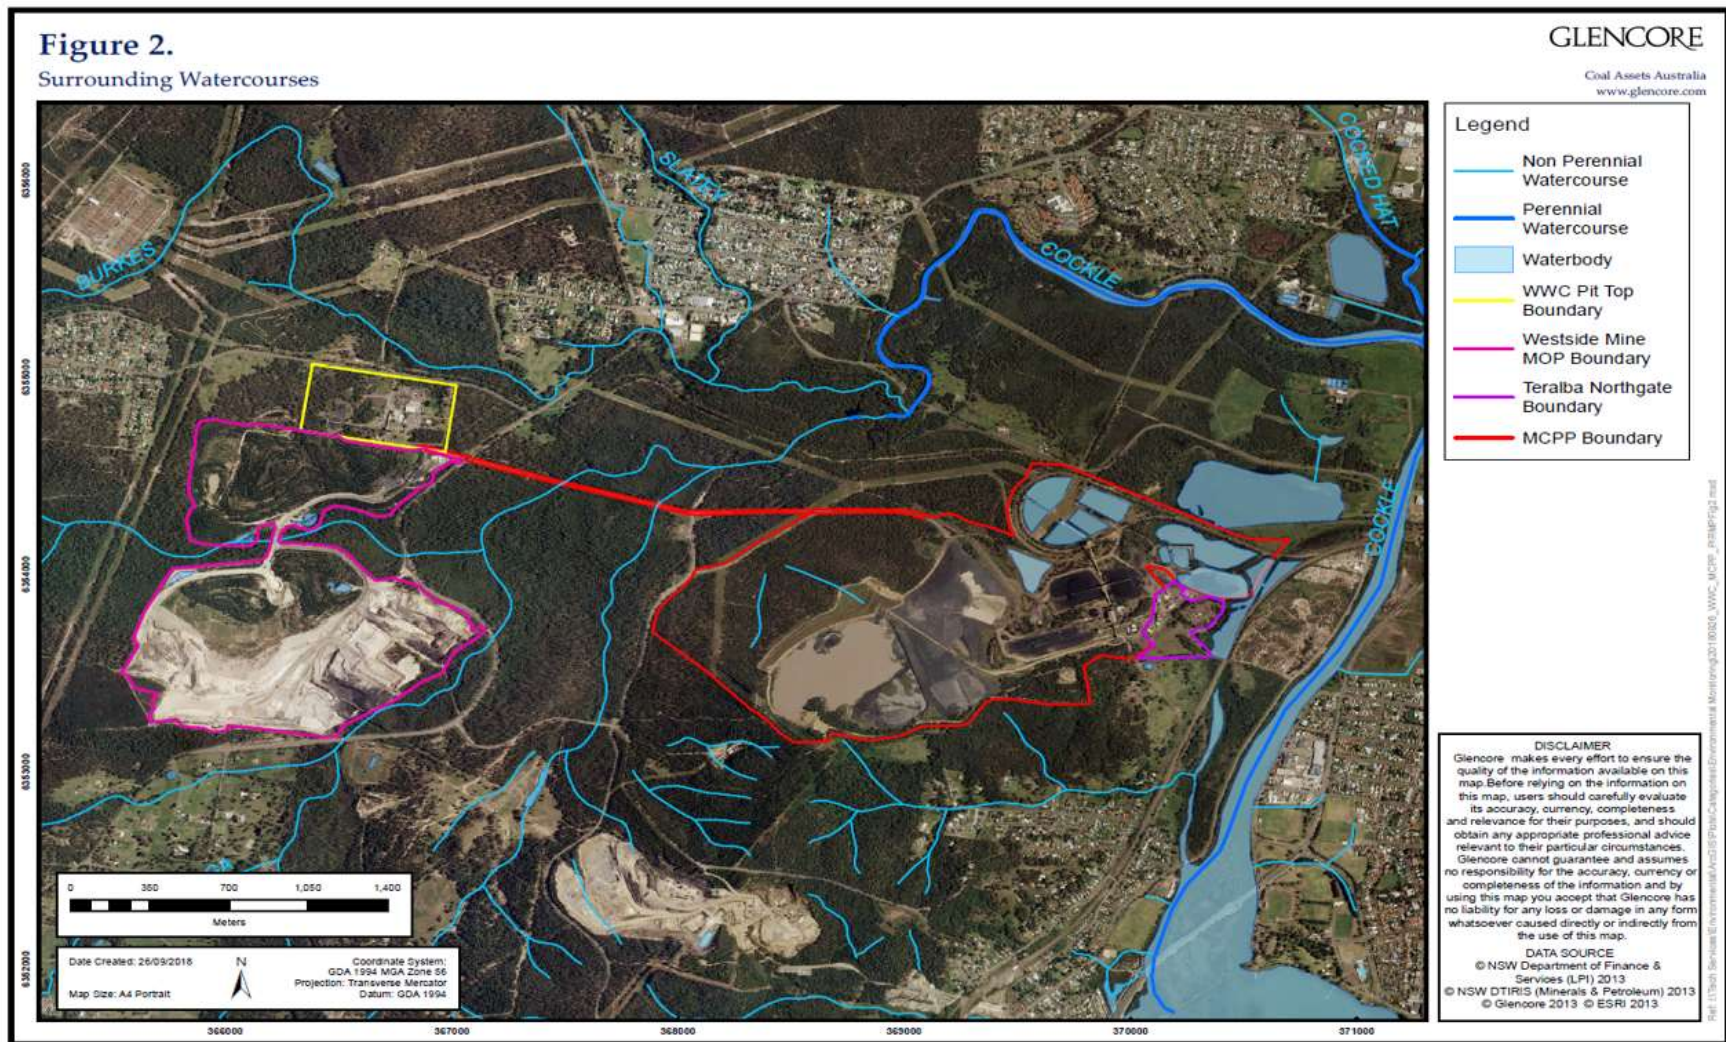 Figure 2.
Surrounding Watercourses
GLENCORE
Coal Assets Australia
www.glencore.com
Legend
Non Perennial
Watercourse
Perennial
Watercourse
Waterbody
WWC Pit Top
Boundary
Westside Mine
MOP Boundary
Teralba Northgate
Boundary
MCPP Boundary
COCKED HAT
SLATEY
BURKES
COCKLE
COCKLE
6356000
6355000
6354000
6353000
6352000
366000
367000
368000
369000
370000
371000
0 350 700 1,050 1,400
Meters
Date Created: 26/09/2018
Map Size: A4 Portrait
N
Coordinate System:
GDA 1994 MGA Zone 56
Projection: Transverse Mercator
Datum: GDA 1994
DISCLAIMER
Glencore makes every effort to ensure the
quality of the information available on this
map.Before relying on the information on
this map, users should carefully evaluate
its accuracy, currency, completeness
and relevance for their purposes, and should
obtain any appropriate professional advice
relevant to their particular circumstances.
Glencore cannot guarantee and assumes
no responsibility for the accuracy, currency or
completeness of the information and by
using this map you accept that Glencore has
no liability for any loss or damage in any form
whatsoever caused directly or indirectly from
the use of this map.
DATA SOURCE
© NSW Department of Finance &
Services (LPI) 2013
© NSW DTIRIS (Minerals & Petroleum) 2013
© Glencore 2013 © ESRI 2013